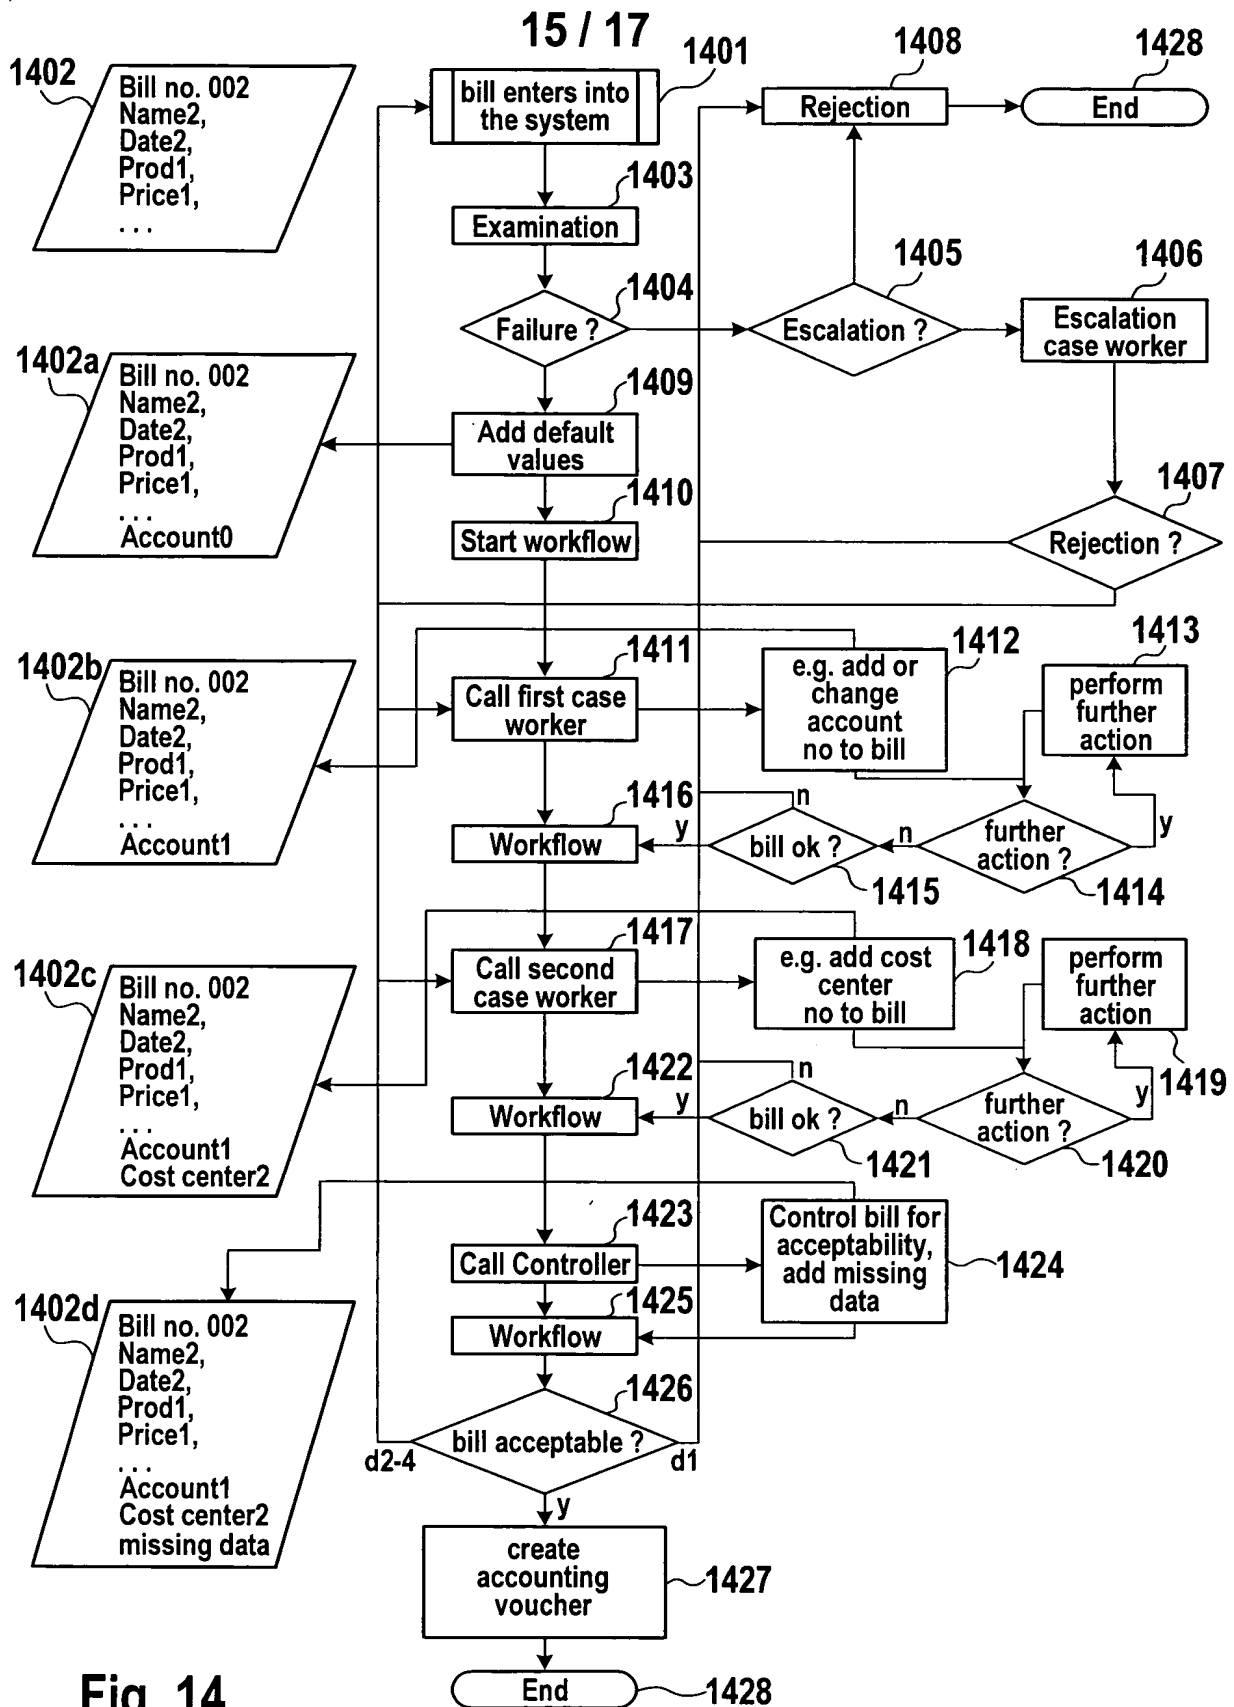 15 / 17
1402
Bill no. 002
Name2,
Date2,
Prod1,
Price1,
. . .
1401
bill enters into
the system
1408
Rejection
1428
End
1403
Examination
1404
Failure ?
1405
Escalation ?
1406
Escalation
case worker
1402a
Bill no. 002
Name2,
Date2,
Prod1,
Price1,
. . .
Account0
1409
Add default
values
1410
Start workflow
1407
Rejection ?
1402b
Bill no. 002
Name2,
Date2,
Prod1,
Price1,
. . .
Account1
1411
Call first case
worker
1412
e.g. add or
change
account
no to bill
1413
perform
further
action
1416
Workflow
y
n
bill ok ?
1415
n
further
action ?
y
1414
1402c
Bill no. 002
Name2,
Date2,
Prod1,
Price1,
. . .
Account1
Cost center2
1417
Call second
case worker
1418
e.g. add cost
center
no to bill
perform
further
action
1419
1422
Workflow
y
n
bill ok ?
1421
n
further
action ?
y
1420
1423
Call Controller
Control bill for
acceptability,
add missing
data
1424
1425
Workflow
1402d
Bill no. 002
Name2,
Date2,
Prod1,
Price1,
. . .
Account1
Cost center2
missing data
1426
bill acceptable ?
d2-4
d1
y
create
accounting
voucher
1427
End
1428
Fig. 14